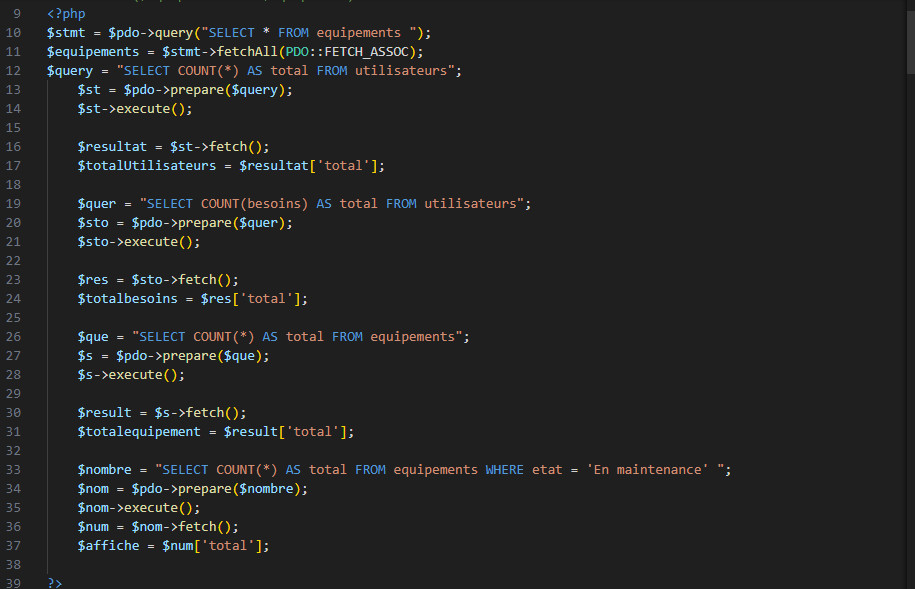 9 <?php
10 $stmt = $pdo->query("SELECT * FROM equipements ");
11 $equipements = $stmt->fetchAll(PDO::FETCH_ASSOC);
12 $query = "SELECT COUNT(*) AS total FROM utilisateurs";
13     $st = $pdo->prepare($query);
14     $st->execute();
15
16     $resultat = $st->fetch();
17     $totalUtilisateurs = $resultat['total'];
18
19     $quer = "SELECT COUNT(besoins) AS total FROM utilisateurs";
20     $sto = $pdo->prepare($quer);
21     $sto->execute();
22
23     $res = $sto->fetch();
24     $totalbesoins = $res['total'];
25
26     $que = "SELECT COUNT(*) AS total FROM equipements";
27     $s = $pdo->prepare($que);
28     $s->execute();
29
30     $result = $s->fetch();
31     $totalequipement = $result['total'];
32
33     $nombre = "SELECT COUNT(*) AS total FROM equipements WHERE etat = 'En maintenance' ";
34     $nom = $pdo->prepare($nombre);
35     $nom->execute();
36     $num = $nom->fetch();
37     $affiche = $num['total'];
38
39 ?>